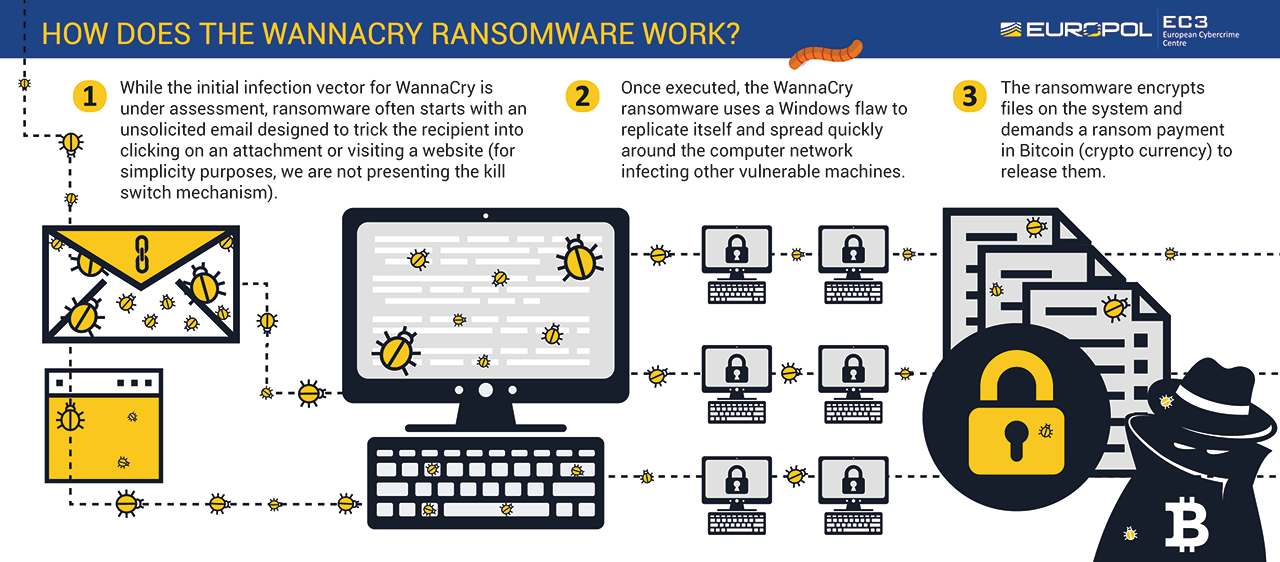 HOW DOES THE WANNACRY RANSOMWARE WORK?
EUROPOL
EC3
European Cybercrime
Centre
1
While the initial infection vector for WannaCry is
under assessment, ransomware often starts with an
unsolicited email designed to trick the recipient into
clicking on an attachment or visiting a website (for
simplicity purposes, we are not presenting the kill
switch mechanism).
2
Once executed, the WannaCry
ransomware uses a Windows flaw to
replicate itself and spread quickly
around the computer network
infecting other vulnerable machines.
3
The ransomware encrypts
files on the system and
demands a ransom payment
in Bitcoin (crypto currency) to
release them.